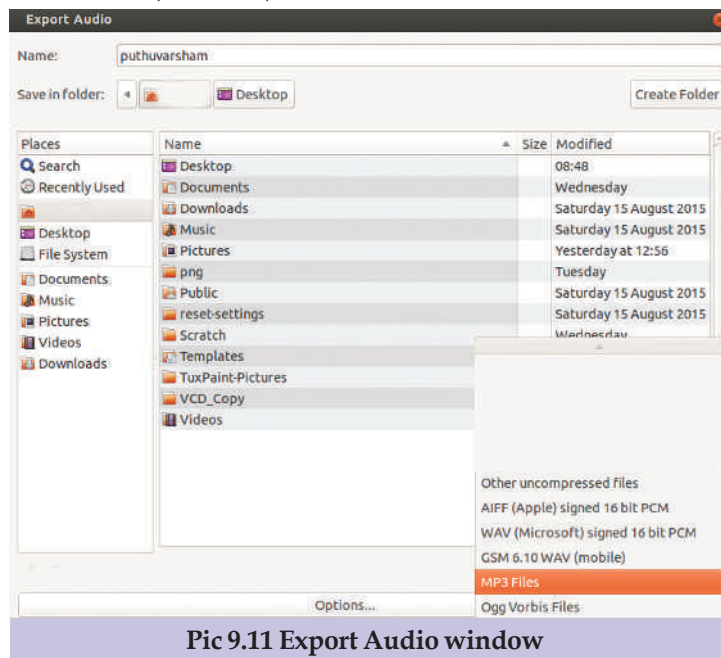 Export Audio
Name: puthuvarsham
Save in folder: Desktop Create Folder
Places Name Size Modified
Search Desktop 08:48
Recently Used Documents Wednesday
Downloads Saturday 15 August 2015
Desktop Music Saturday 15 August 2015
File System Pictures Yesterday at 12:56
Documents png Tuesday
Music Public Saturday 15 August 2015
Pictures reset-settings Saturday 15 August 2015
Videos Scratch Wednesday
Downloads Templates
TuxPaint-Pictures
VCD_Copy
Videos
Other uncompressed files
AIFF (Apple) signed 16 bit PCM
WAV (Microsoft) signed 16 bit PCM
GSM 6.10 WAV (mobile)
MP3 Files
Options... Ogg Vorbis Files
Pic 9.11 Export Audio window